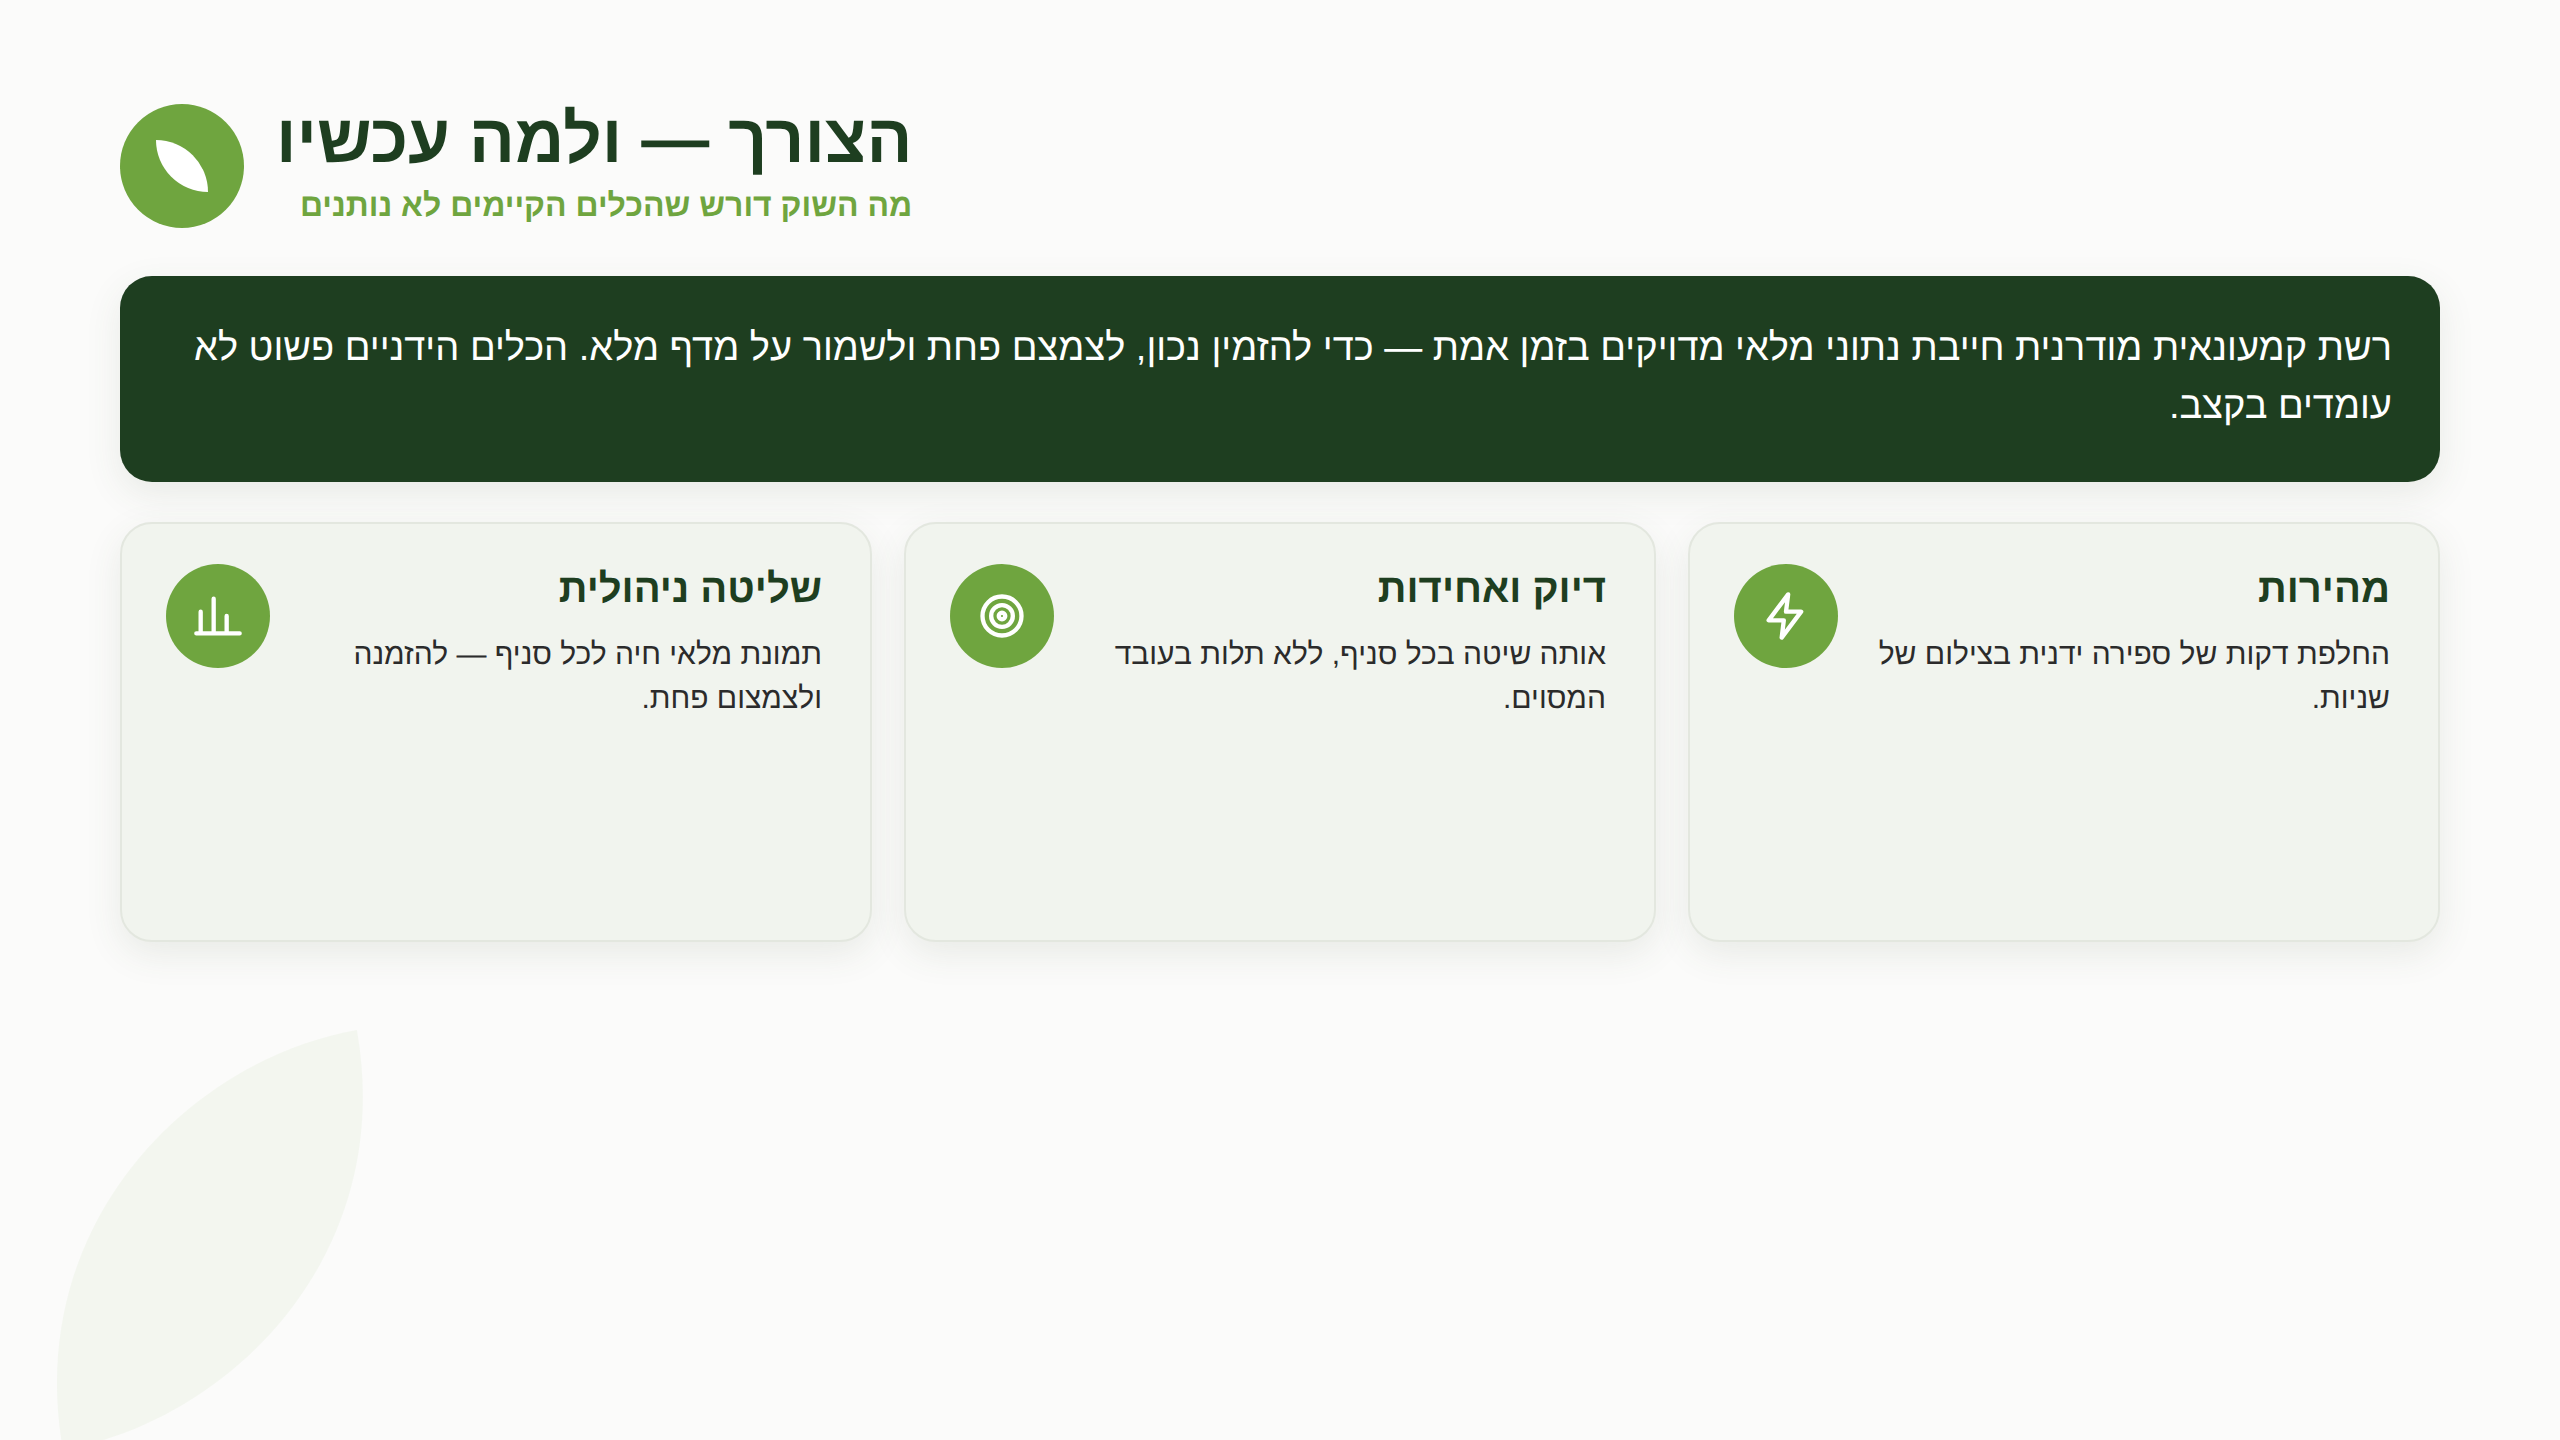 הצורך — ולמה עכשיו
מה השוק דורש שהכלים הקיימים לא נותנים
רשת קמעונאית מודרנית חייבת נתוני מלאי מדויקים בזמן אמת — כדי להזמין נכון, לצמצם פחת ולשמור על מדף מלא. הכלים הידניים פשוט לא
עומדים בקצב.
מהירות
החלפת דקות של ספירה ידנית בצילום של
שניות.
דיוק ואחידות
אותה שיטה בכל סניף, ללא תלות בעובד
המסוים.
שליטה ניהולית
תמונת מלאי חיה לכל סניף — להזמנה
ולצמצום פחת.